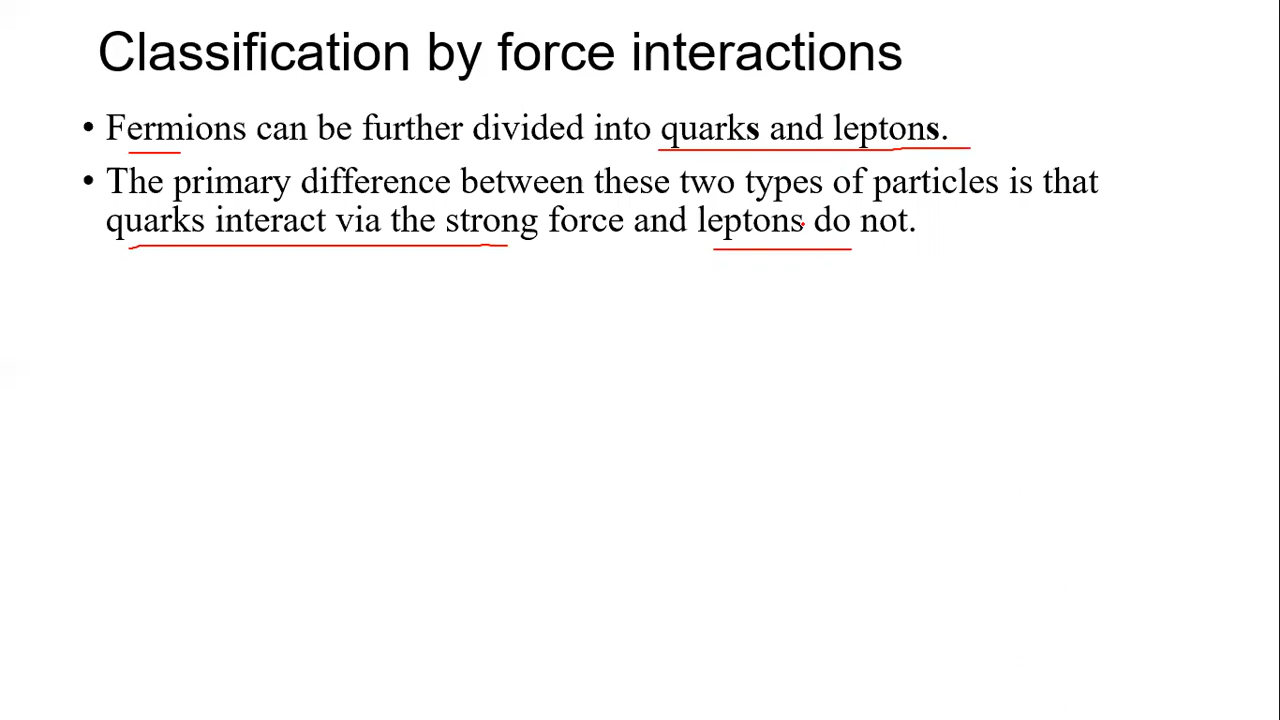 Classification by force interactions
• Fermions can be further divided into quarks and leptons.
• The primary difference between these two types of particles is that
quarks interact via the strong force and leptons do not.